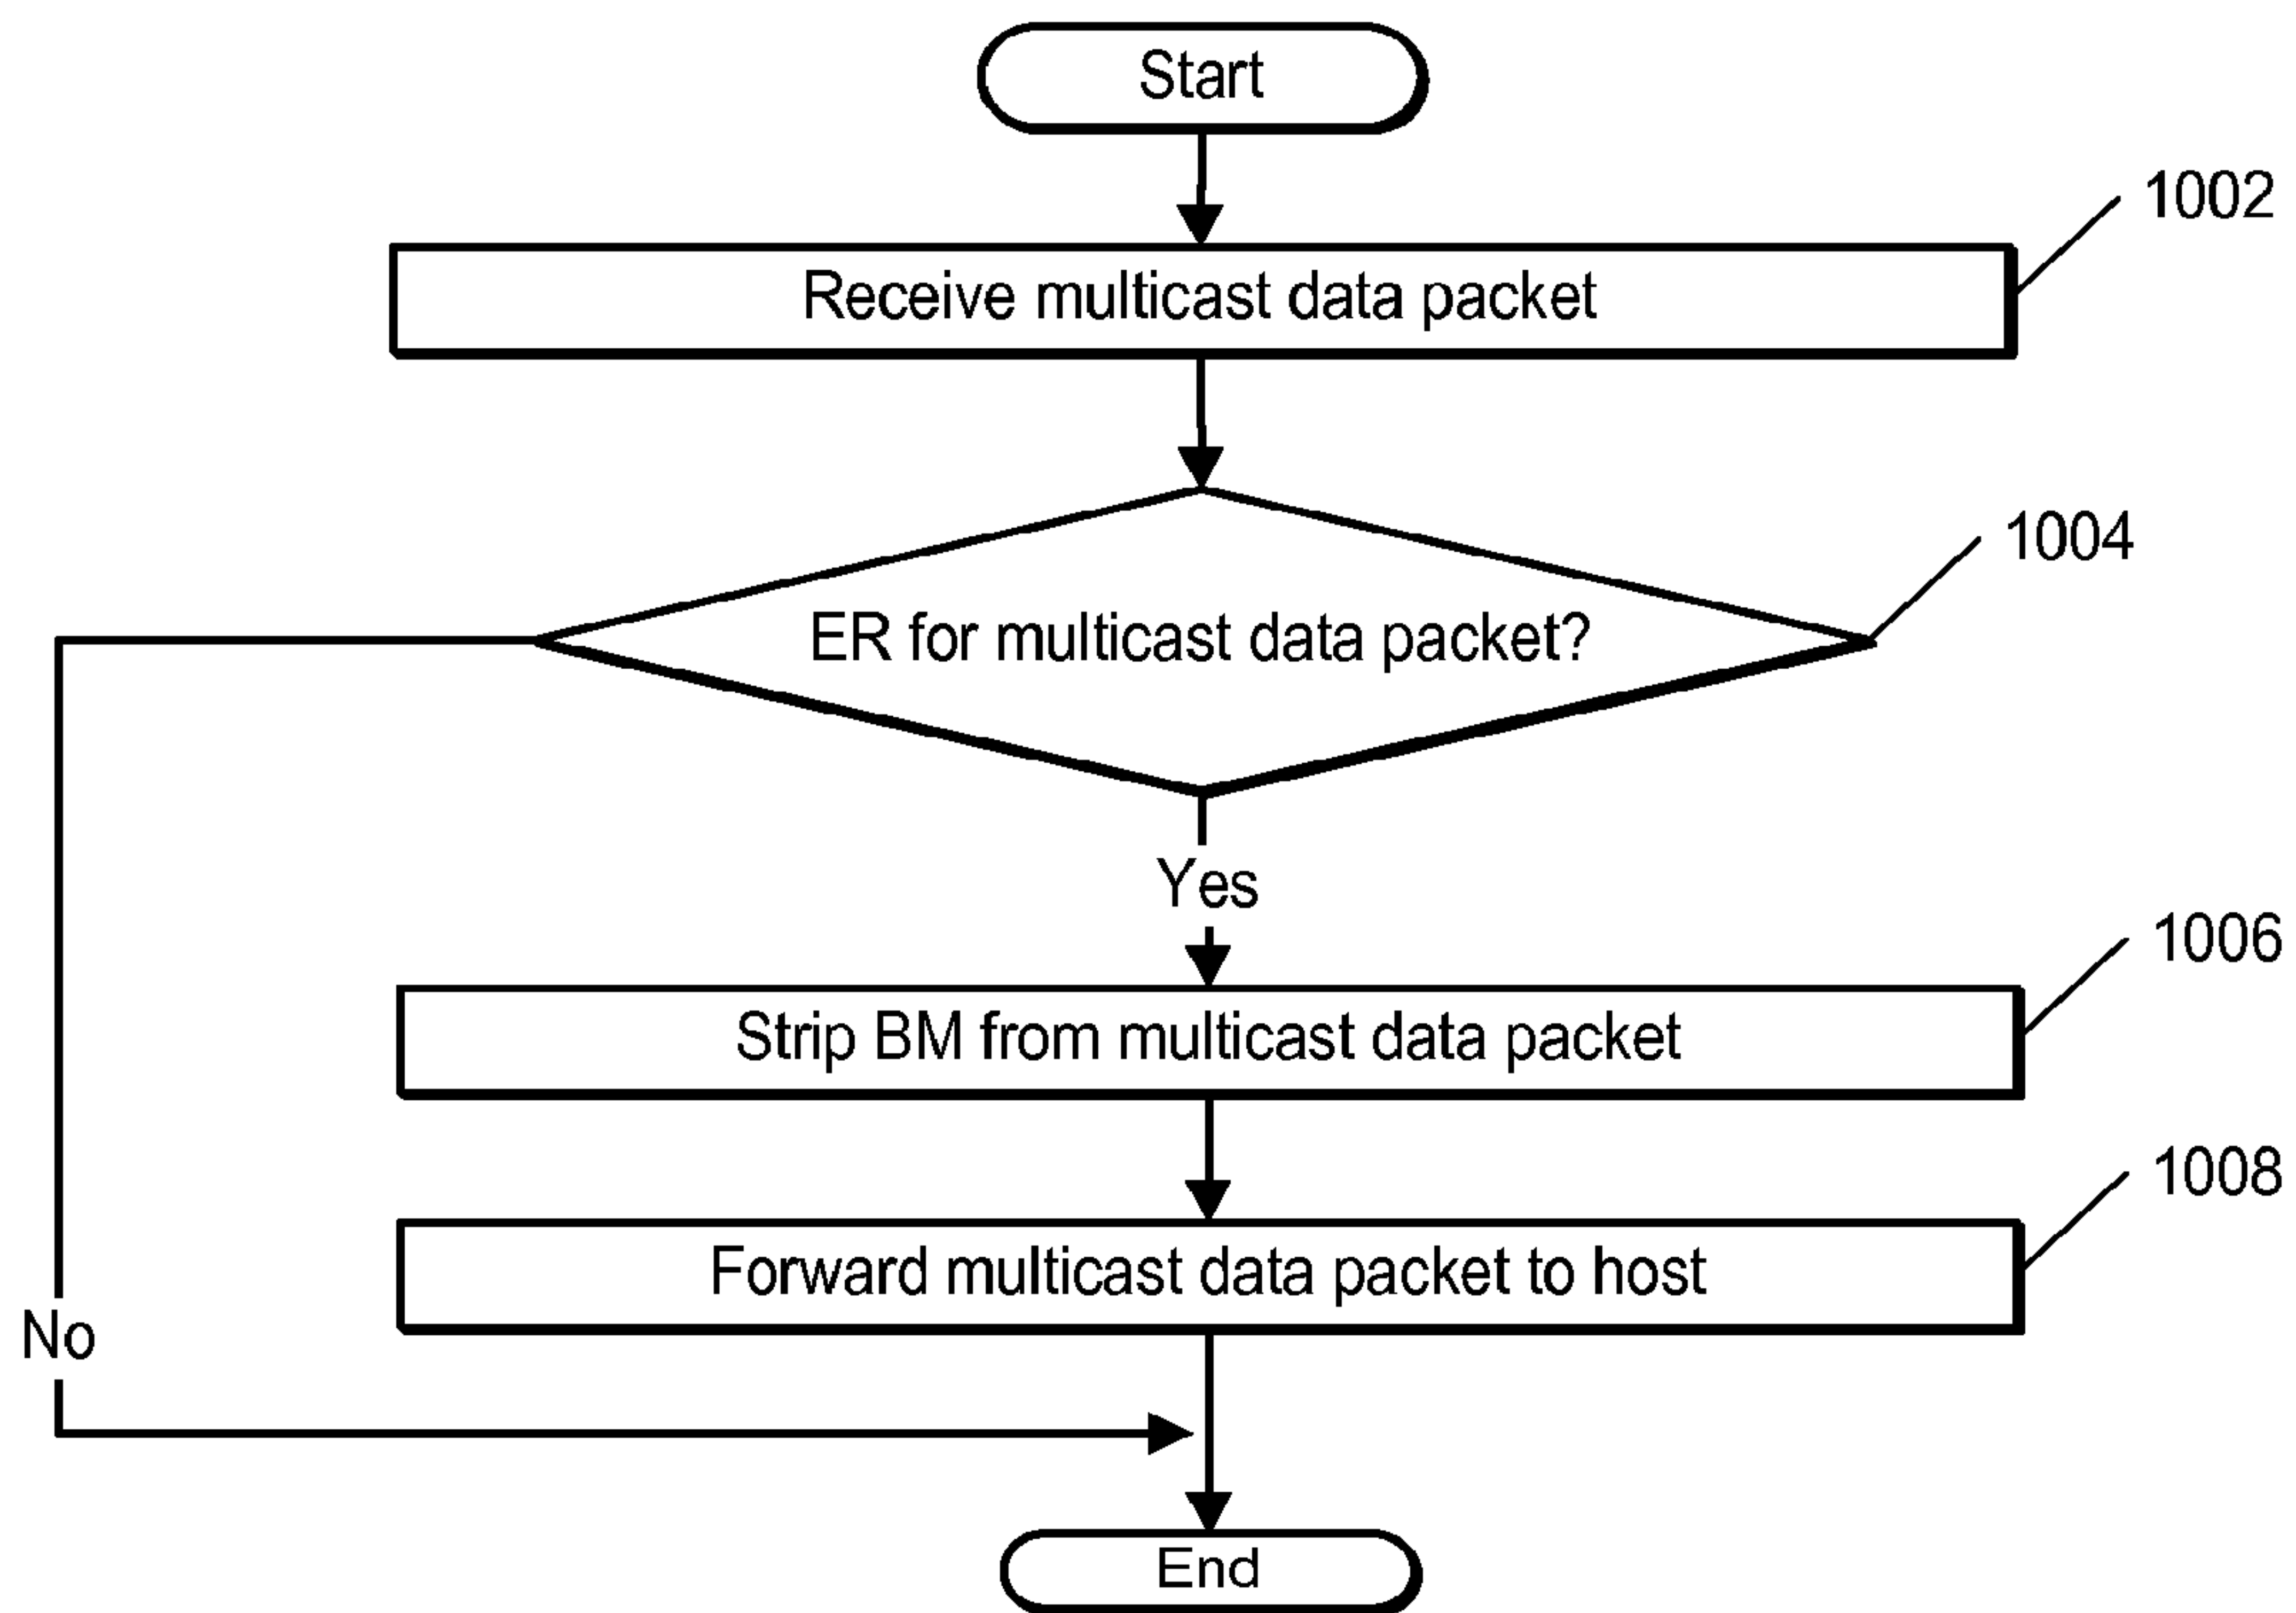 Start
1002
Receive multicast data packet
1004
ER for multicast data packet?
Yes
1006
Strip BM from multicast data packet
1008
Forward multicast data packet to host
No
End